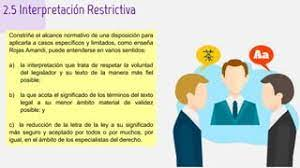 2.5 Interpretación Restrictiva
Constriñe el alcance normativo de una disposición para
aplicarla a casos específicos y limitados, como enseña
Rojas Amandi, puede entenderse en varios sentidos:
a) la interpretación que trata de respetar la voluntad
del legislador y su texto de la manera más fiel
posible;
b) la que acota el significado de los términos del texto
legal a su menor ámbito material de validez
posible; y
c) la reducción de la letra de la ley a su significado
más seguro y aceptado por todos o por muchos, por
igual, en el ámbito de los especialistas del derecho.
Aa